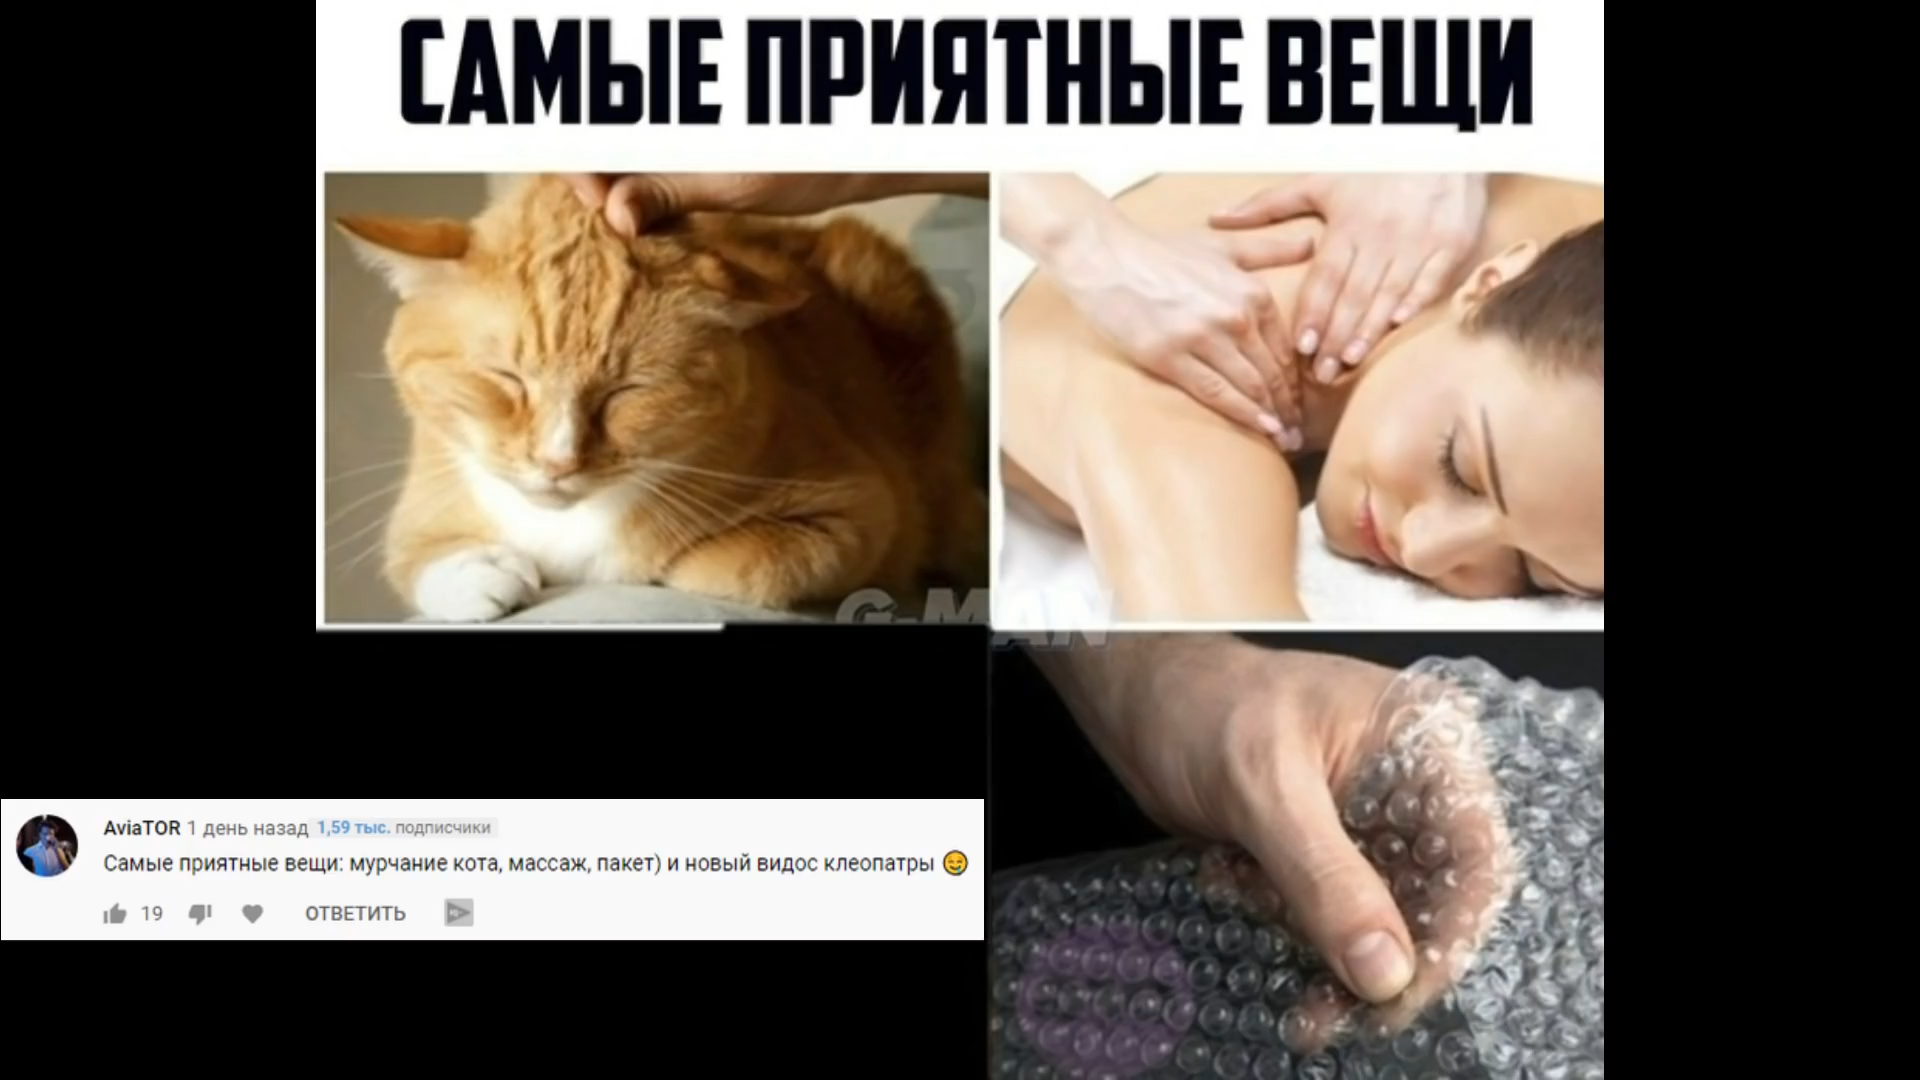 САМЫЕ ПРИЯТНЫЕ ВЕЩИ
G-MAN
AviaTOR 1 день назад 1,59 тыс. подписчики
Самые приятные вещи: мурчание кота, массаж, пакет) и новый видос клеопатры 😋
19 ОТВЕТИТЬ